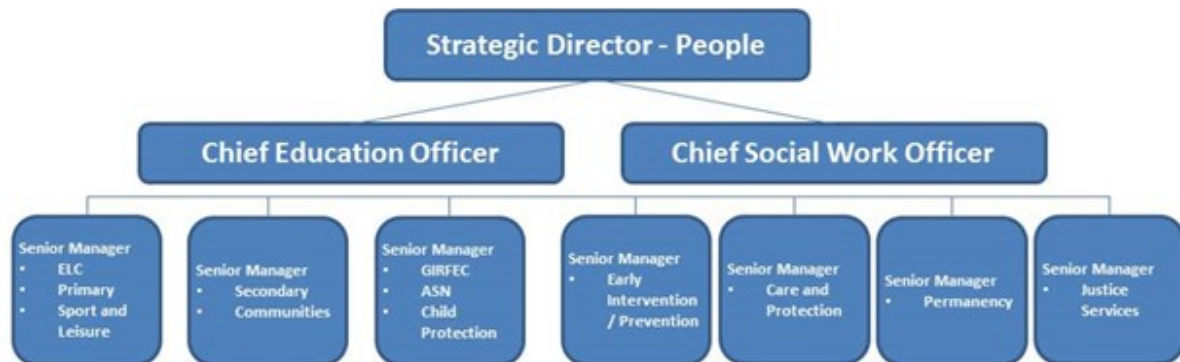 Strategic Director - People
Chief Education Officer
Chief Social Work Officer
Senior Manager
• ELC
• Primary
• Sport and
Leisure
Senior Manager
• Secondary
• Communities
Senior Manager
• GIRFEC
• ASN
• Child
Protection
Senior Manager
• Early
Intervention
/ Prevention
Senior Manager
• Care and
Protection
Senior Manager
• Permanency
Senior Manager
• Justice
Services